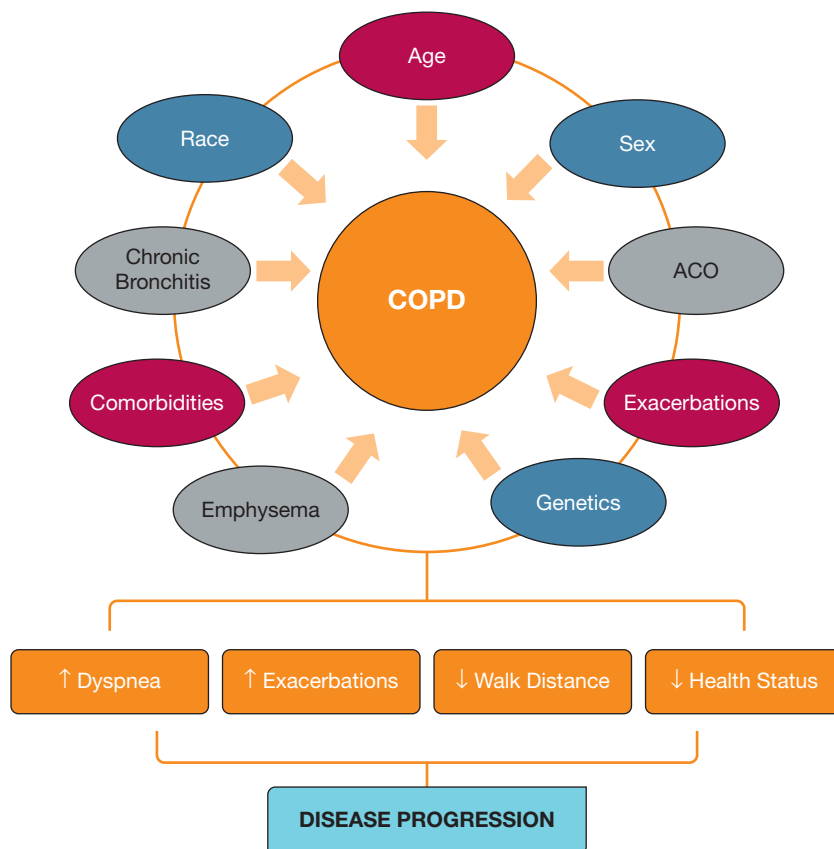 Age
Race
Sex
Chronic
Bronchitis
COPD
ACO
Comorbidities
Exacerbations
Emphysema
Genetics
↑ Dyspnea
↑ Exacerbations
↓ Walk Distance
↓ Health Status
DISEASE PROGRESSION